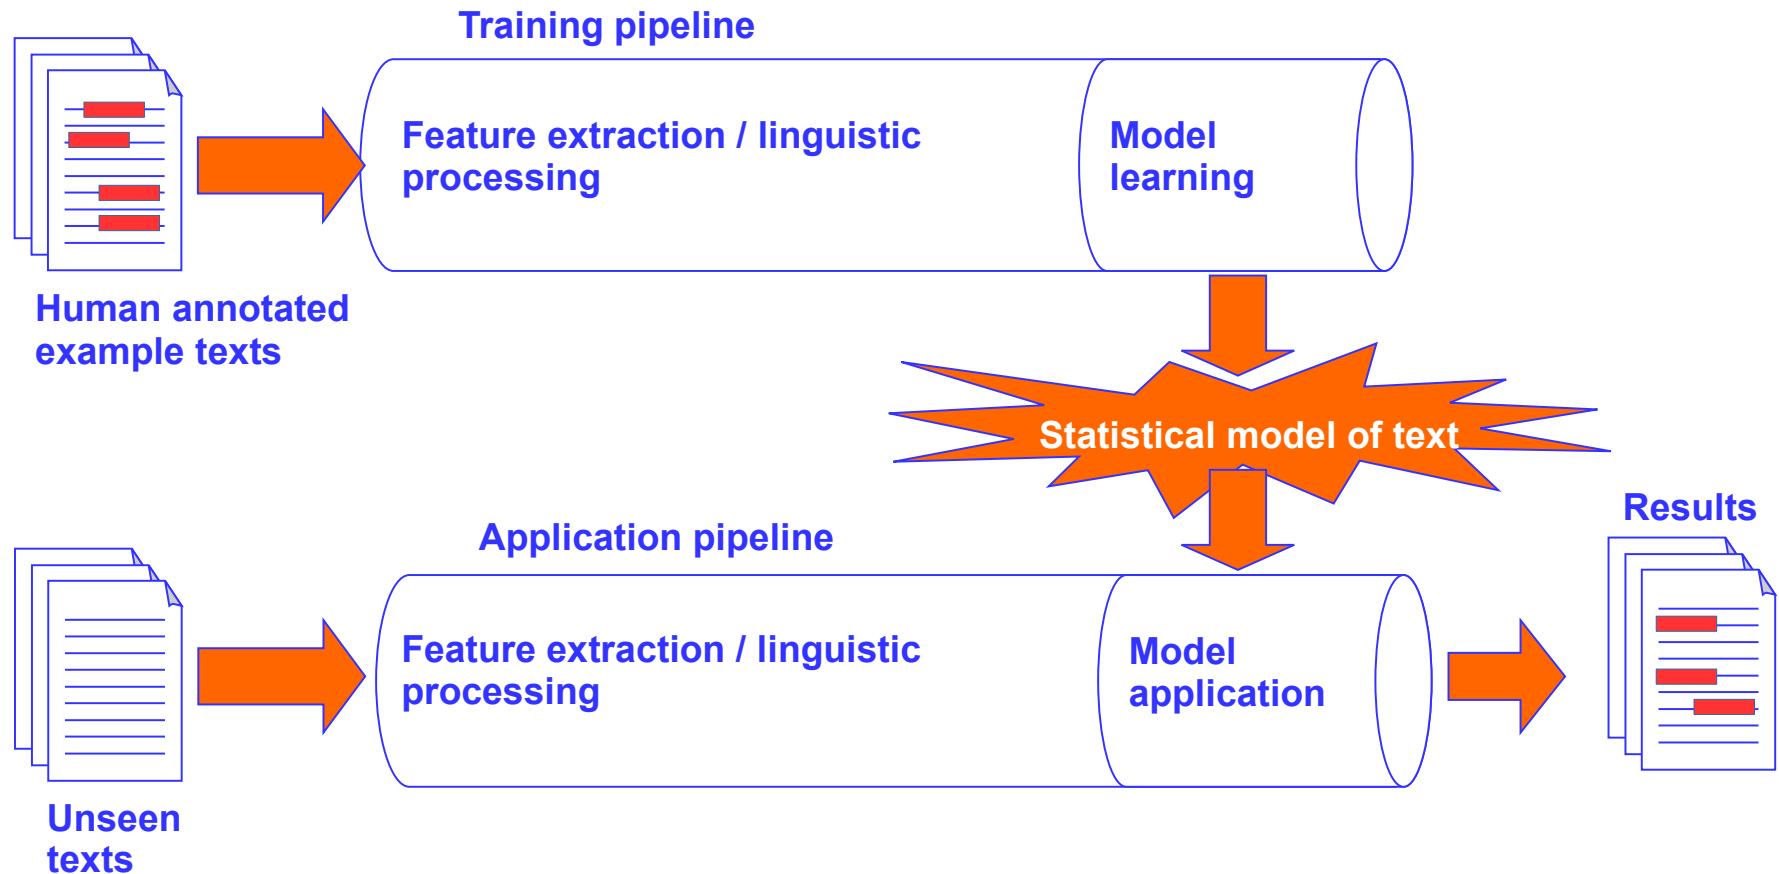 Training pipeline
Feature extraction / linguistic
processing
Model
learning
Human annotated
example texts
Statistical model of text
Application pipeline
Results
Feature extraction / linguistic
processing
Model
application
Unseen
texts